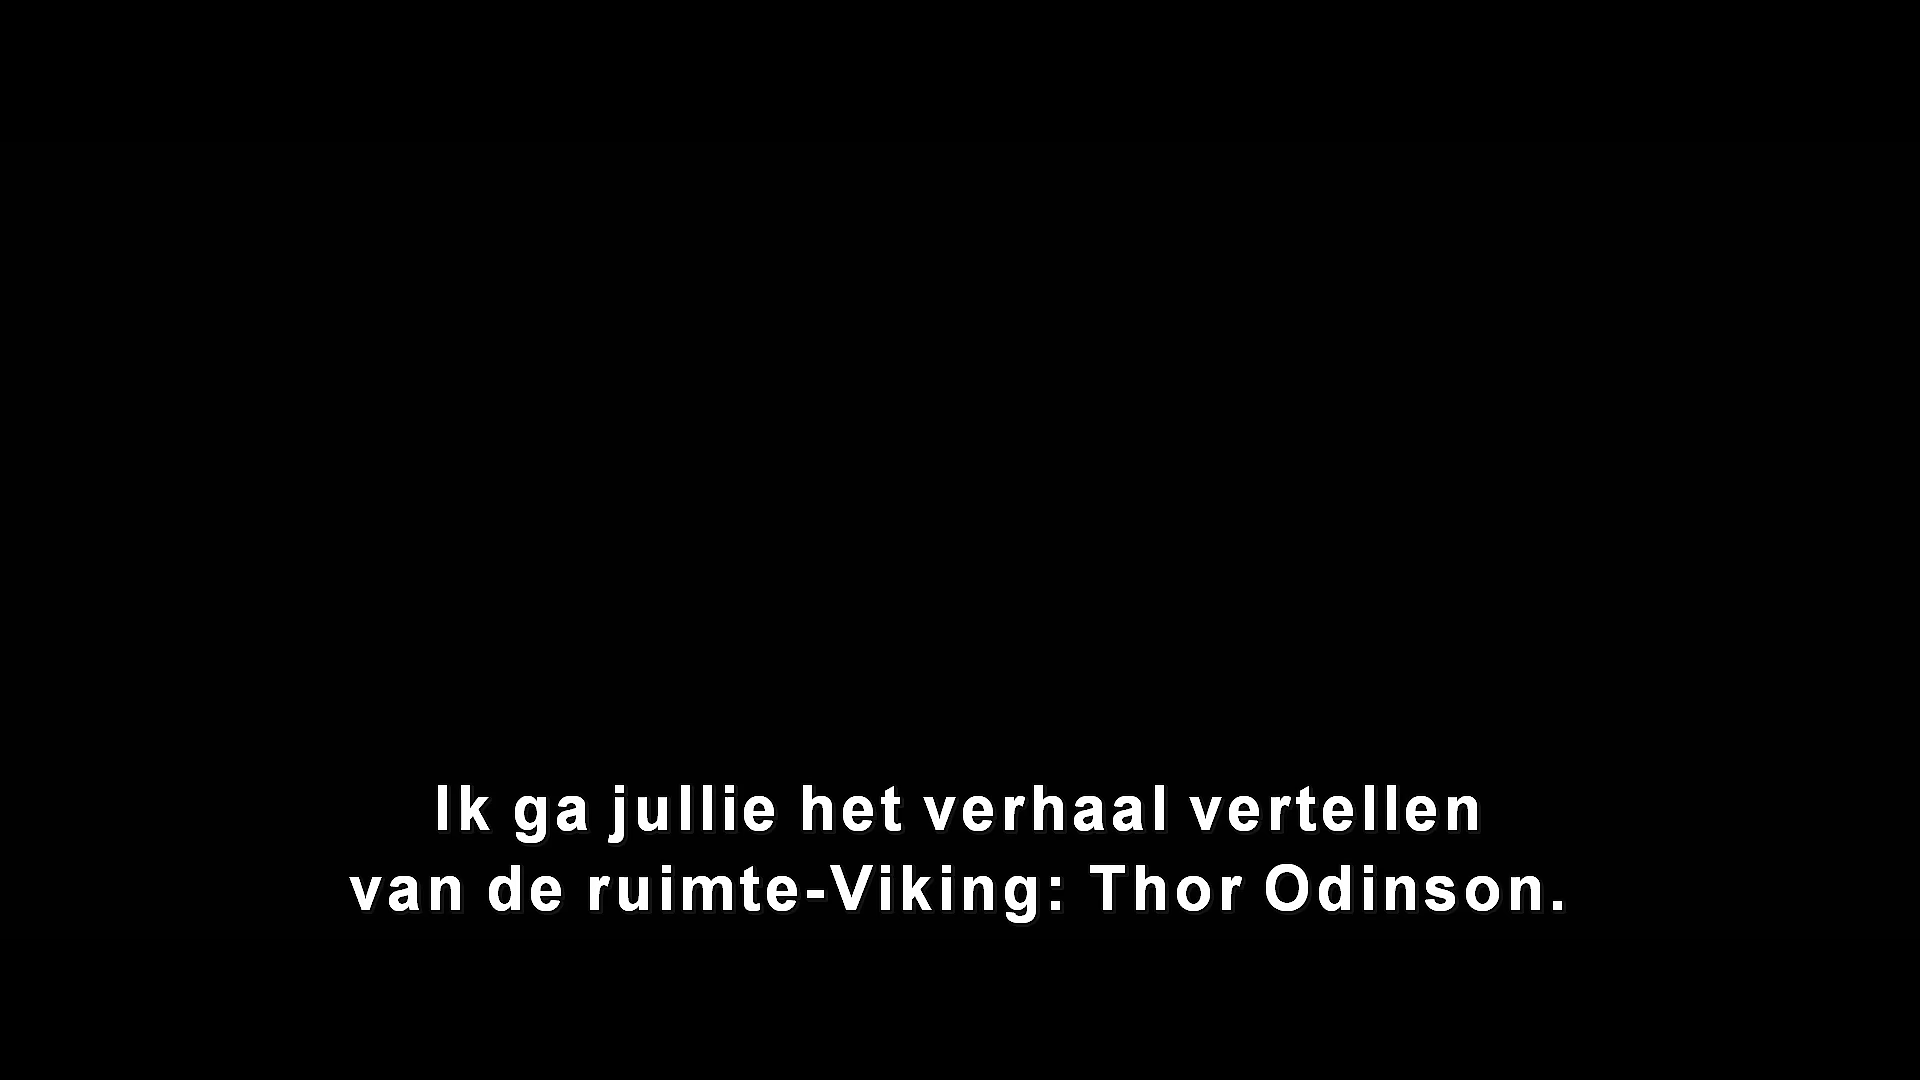 Ik ga jullie het verhaal vertellen
van de ruimte-Viking: Thor Odinson.